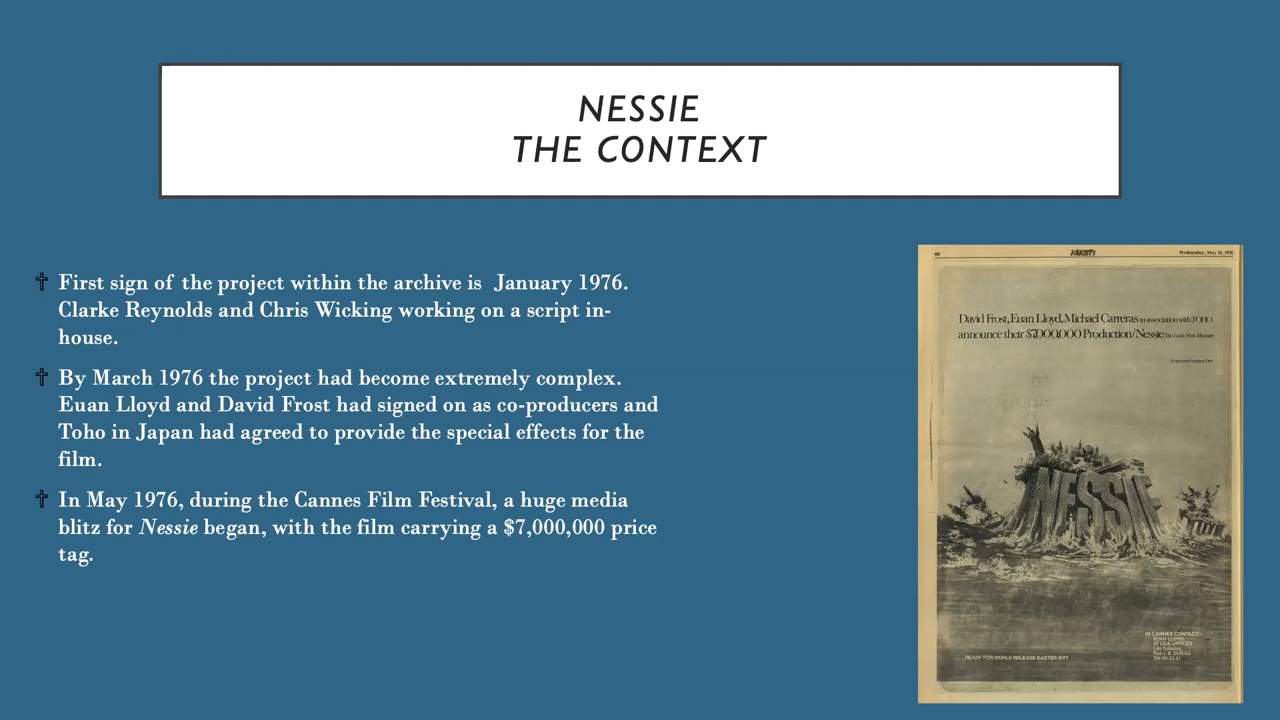 NESSIE
THE CONTEXT
First sign of the project within the archive is January 1976.
Clarke Reynolds and Chris Wicking working on a script in-
house.
By March 1976 the project had become extremely complex.
Euan Lloyd and David Frost had signed on as co-producers and
Toho in Japan had agreed to provide the special effects for the
film.
In May 1976, during the Cannes Film Festival, a huge media
blitz for Nessie began, with the film carrying a $7,000,000 price
tag.
VARIETY
Wednesday, May 19, 1976
David Frost, Euan Lloyd, Michael Carreras in association with TOHO
announce their $7,000,000 Production/Nessie The Loch Ness Monster
NESSIE
IN CANNES CONTACT:-
EUAN LLOYD
READY FOR WORLD RELEASE EASTER 1977